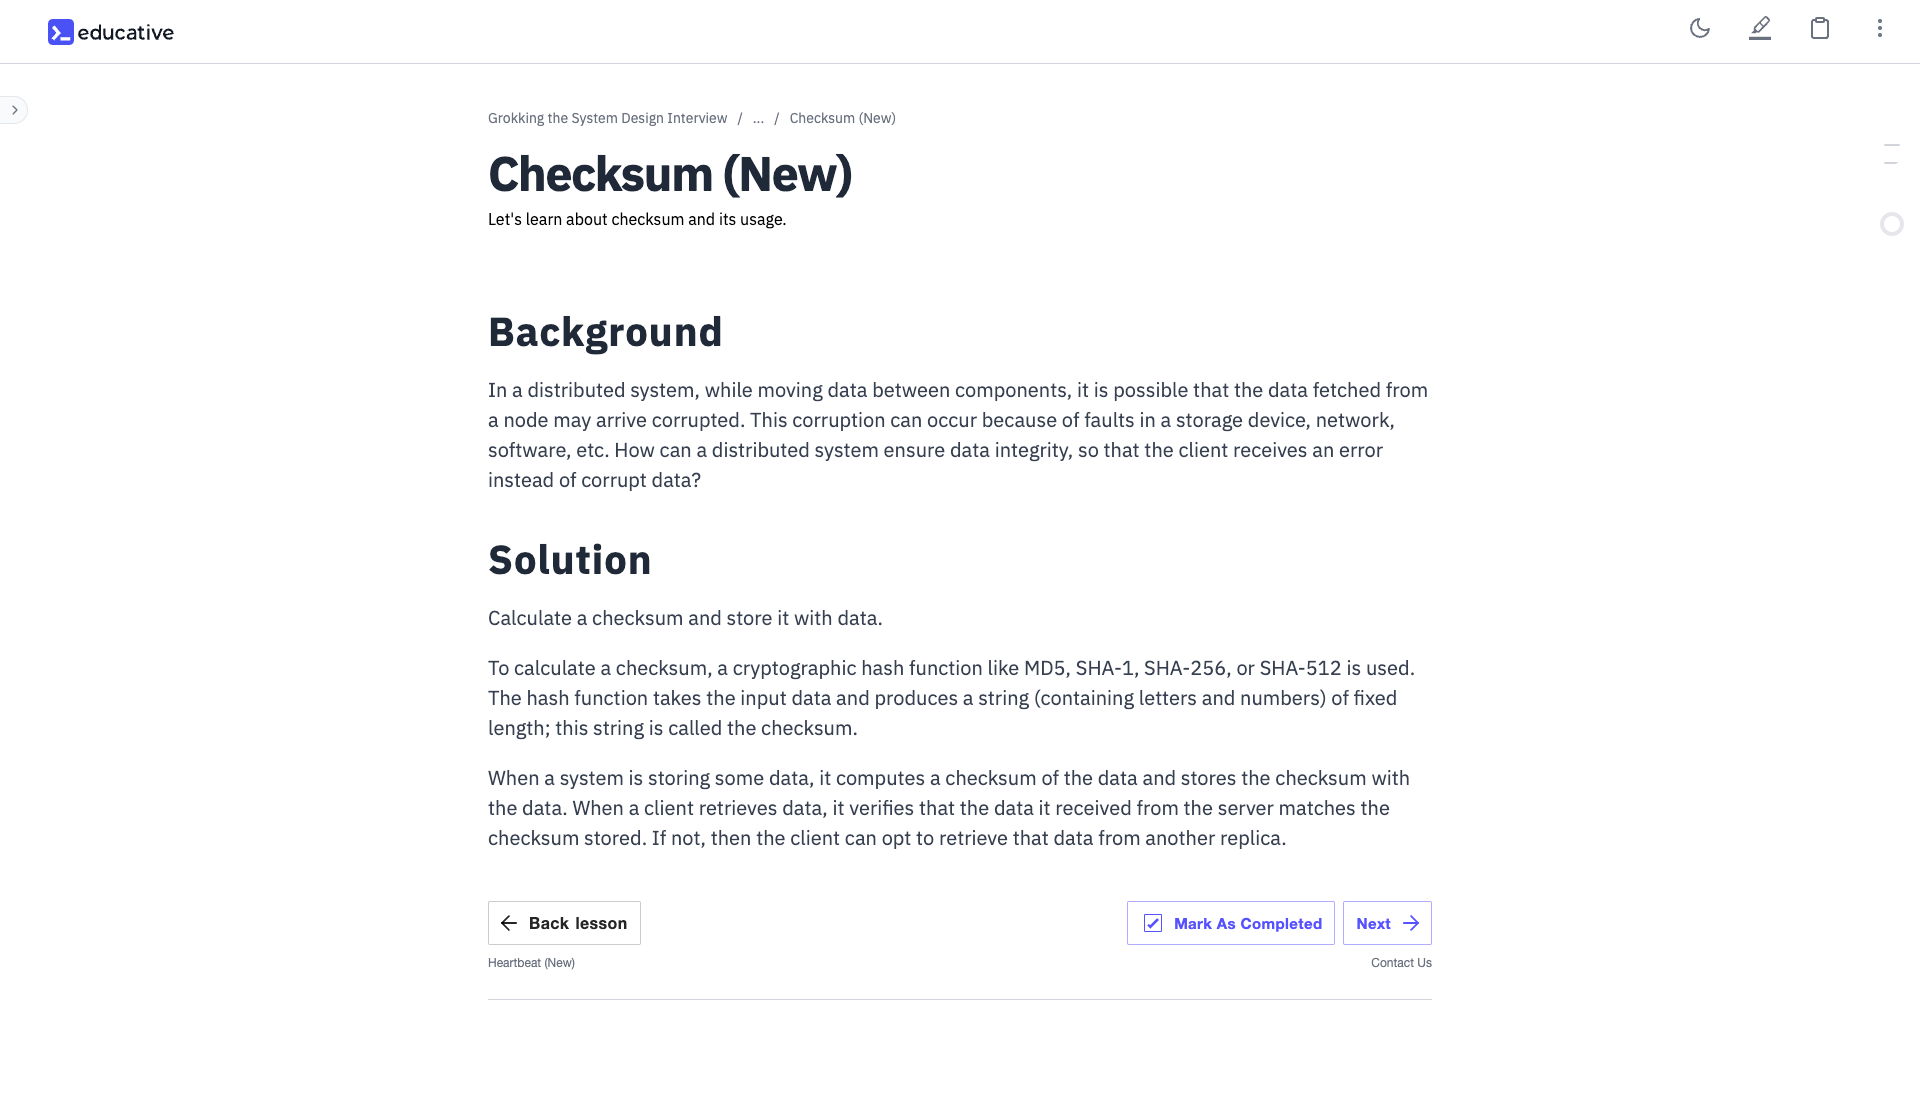 educative
Grokking the System Design Interview / ... / Checksum (New)
Checksum (New)
Let's learn about checksum and its usage.
Background
In a distributed system, while moving data between components, it is possible that the data fetched from
a node may arrive corrupted. This corruption can occur because of faults in a storage device, network,
software, etc. How can a distributed system ensure data integrity, so that the client receives an error
instead of corrupt data?
Solution
Calculate a checksum and store it with data.
To calculate a checksum, a cryptographic hash function like MD5, SHA-1, SHA-256, or SHA-512 is used.
The hash function takes the input data and produces a string (containing letters and numbers) of fixed
length; this string is called the checksum.
When a system is storing some data, it computes a checksum of the data and stores the checksum with
the data. When a client retrieves data, it verifies that the data it received from the server matches the
checksum stored. If not, then the client can opt to retrieve that data from another replica.
Back lesson
Mark As Completed
Next
Heartbeat (New)
Contact Us